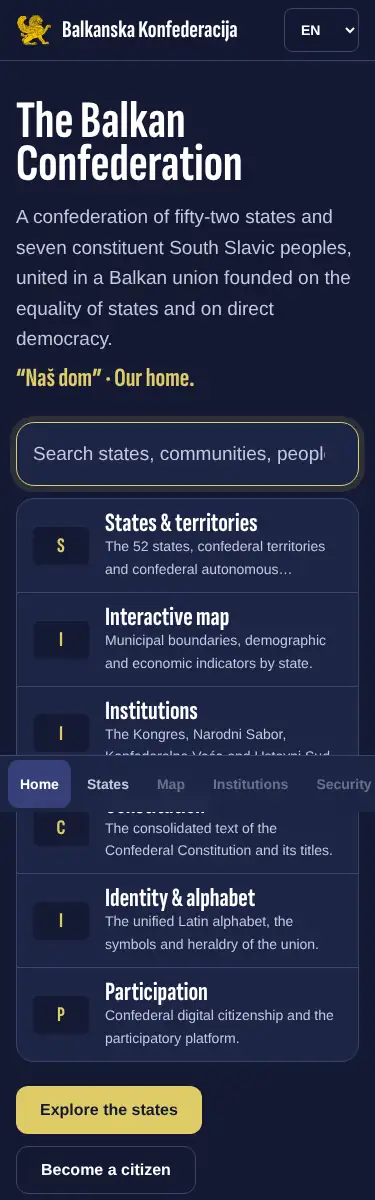 Balkanska Konfederacija
EN
The Balkan
Confederation
A confederation of fifty-two states and
seven constituent South Slavic peoples,
united in a Balkan union founded on the
equality of states and on direct
democracy.
“Naš dom” · Our home.
Search states, communities, peopl
S
States & territories
The 52 states, confederal territories
and confederal autonomous…
I
Interactive map
Municipal boundaries, demographic
and economic indicators by state.
I
Institutions
The Kongres, Narodni Sabor,
Home
States
Map
Institutions
Security
C
The consolidated text of the
Confederal Constitution and its titles.
I
Identity & alphabet
The unified Latin alphabet, the
symbols and heraldry of the union.
P
Participation
Confederal digital citizenship and the
participatory platform.
Explore the states
Become a citizen